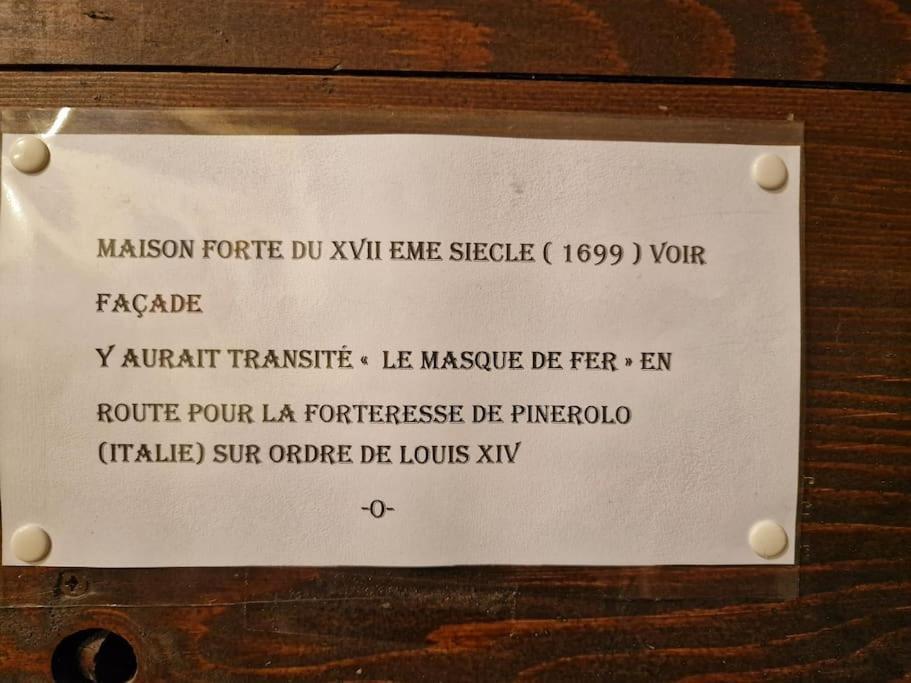 MAISON FORTE DU XVII EME SIECLE ( 1699 ) VOIR
FAÇADE
Y AURAIT TRANSITÉ «  LE MASQUE DE FER » EN
ROUTE POUR LA FORTERESSE DE PINEROLO
(ITALIE) SUR ORDRE DE LOUIS XIV
-O-